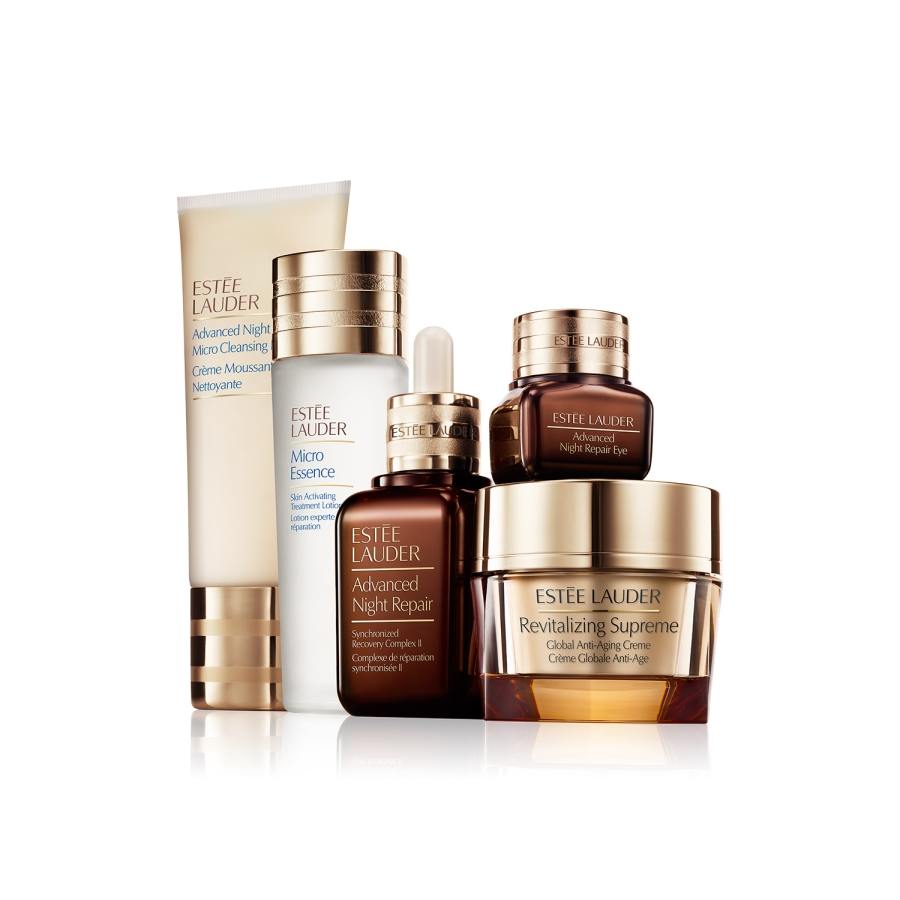 ESTĒE
LAUDER
Advanced Night
Micro Cleansing
Crème Moussan
Nettoyante
ESTĒE
LAUDER
Micro
Essence
Skin Activating
Treatment Lotion
Lotion experte
réparation
ESTĒE LAUDER
ESTĒE
LAUDER
Advanced
Night Repair
Synchronized
Recovery Complex II
Complexe de réparation
synchronisée II
ESTĒE LAUDER
ESTĒE LAUDER
Advanced
Night Repair Eye
ESTĒE LAUDER
Revitalizing Supreme
Global Anti-Aging Creme
Crème Globale Anti-Age